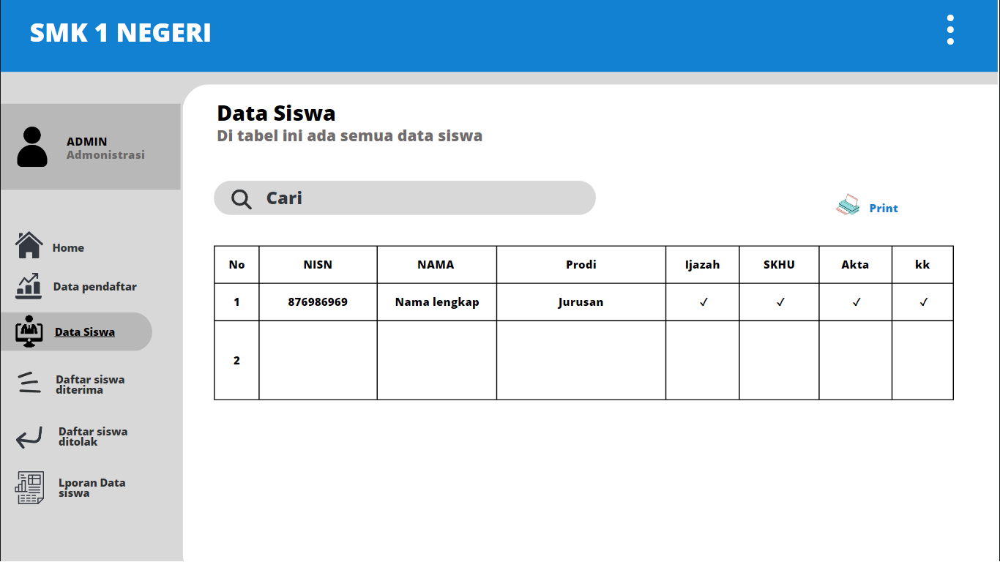 SMK 1 NEGERI
ADMIN
Admonistrasi
Home
Data pendaftar
Data Siswa
Daftar siswa
diterima
Daftar siswa
ditolak
Lporan Data
siswa
Data Siswa
Di tabel ini ada semua data siswa
Cari
Print
No NISN NAMA Prodi Ijazah SKHU Akta kk
1 876986969 Nama lengkap Jurusan ✓ ✓ ✓ ✓
2